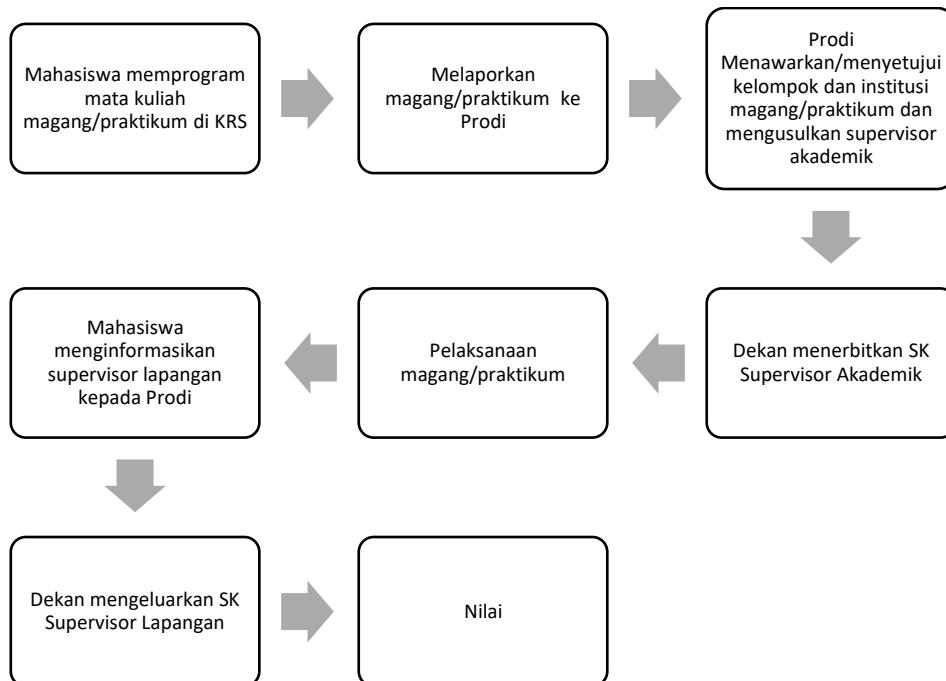 Mahasiswa memprogram
mata kuliah
magang/praktikum di KRS
Melaporkan
magang/praktikum ke
Prodi
Prodi
Menawarkan/menyetujui
kelompok dan institusi
magang/praktikum dan
mengusulkan supervisor
akademik
Dekan menerbitkan SK
Supervisor Akademik
Pelaksanaan
magang/praktikum
Mahasiswa
menginformasikan
supervisor lapangan
kepada Prodi
Dekan mengeluarkan SK
Supervisor Lapangan
Nilai